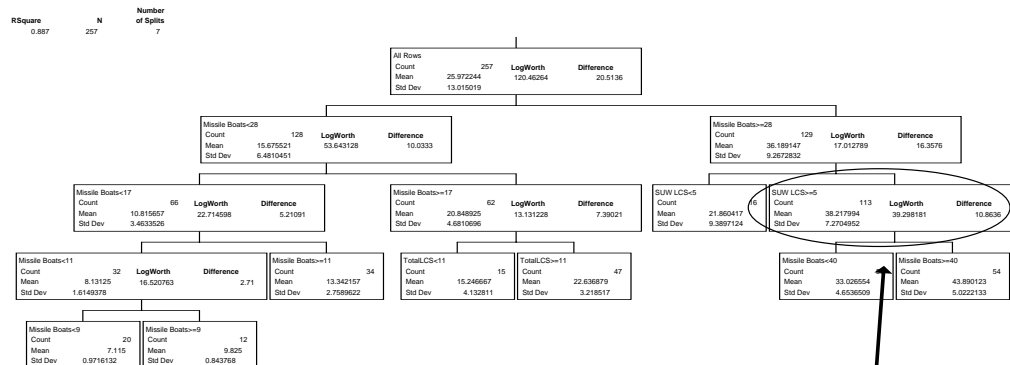 Number
RSquare N of Splits
0.887 257 7
All Rows
Count 257 LogWorth Difference
Mean 25.972244 120.46264 20.5136
Std Dev 13.015019
Missile Boats<28
Count 128 LogWorth Difference
Mean 15.675521 53.643128 10.0333
Std Dev 6.4810451
Missile Boats>=28
Count 129 LogWorth Difference
Mean 36.189147 17.012789 16.3576
Std Dev 9.2672832
Missile Boats<17
Count 66 LogWorth Difference
Mean 10.815657 22.714598 5.21091
Std Dev 3.4633526
Missile Boats>=17
Count 62 LogWorth Difference
Mean 20.848925 13.131228 7.39021
Std Dev 4.6810696
SUW LCS<5
Count 16
Mean 21.860417
Std Dev 9.3897124
SUW LCS>=5
Count 113 LogWorth Difference
Mean 38.217994 39.298181 10.8636
Std Dev 7.2704952
Missile Boats<11
Count 32 LogWorth Difference
Mean 8.13125 16.520763 2.71
Std Dev 1.6149378
Missile Boats>=11
Count 34
Mean 13.342157
Std Dev 2.7589622
TotalLCS<11
Count 15
Mean 15.246667
Std Dev 4.132811
TotalLCS>=11
Count 47
Mean 22.636879
Std Dev 3.218517
Missile Boats<40
Count
Mean 33.026554
Std Dev 4.6536509
Missile Boats>=40
Count 54
Mean 43.890123
Std Dev 5.0222133
Missile Boats<9
Count 20
Mean 7.115
Std Dev 0.9716132
Missile Boats>=9
Count 12
Mean 9.825
Std Dev 0.843768